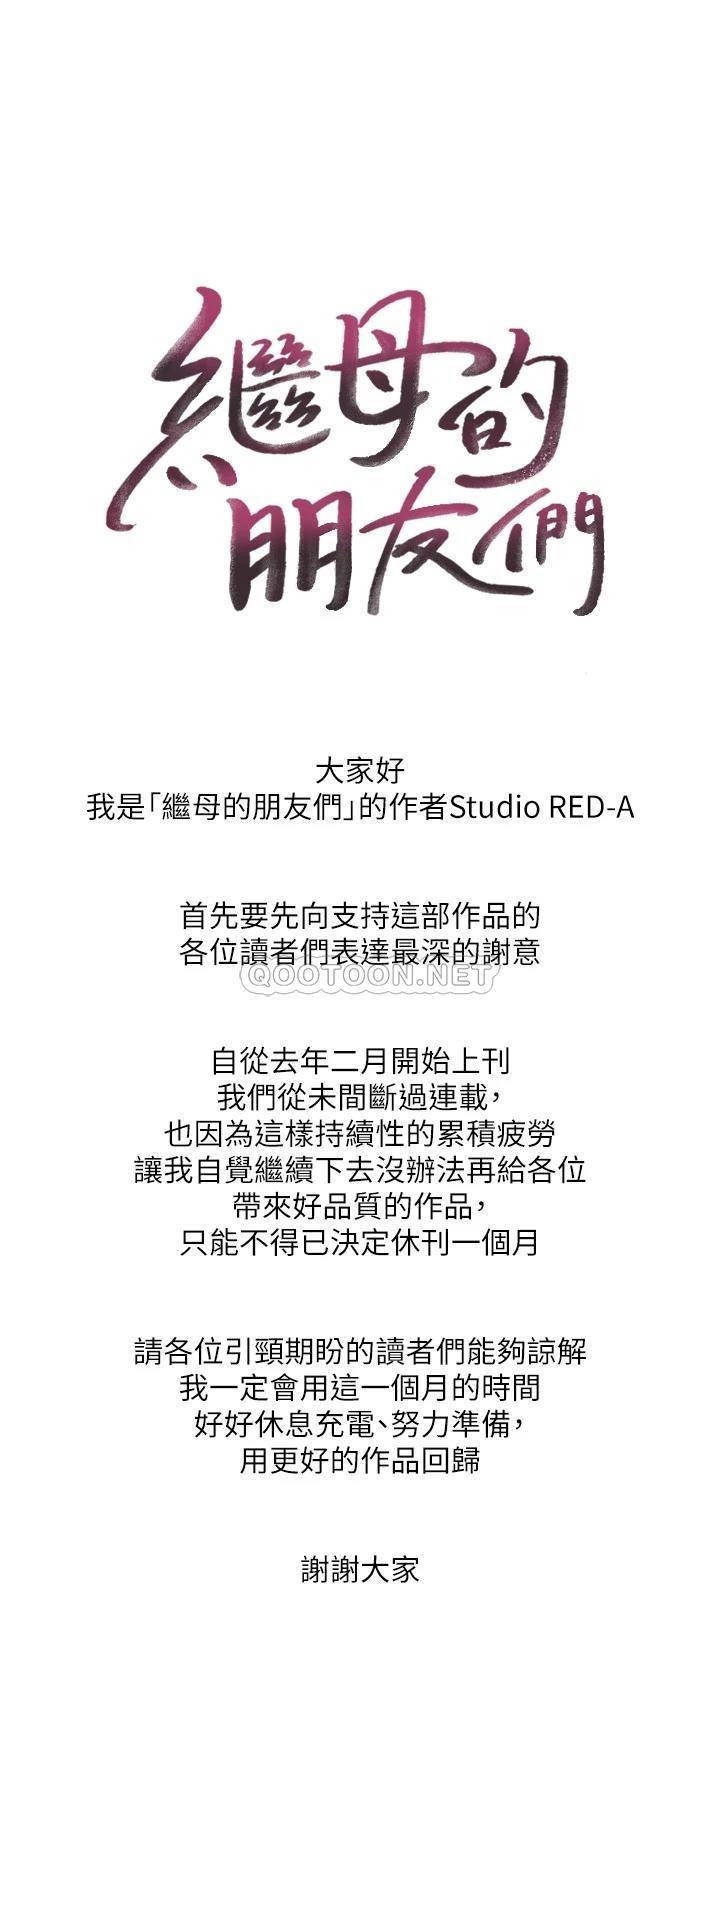 繼母的
朋友們
大家好
我是「繼母的朋友們」的作者Studio RED-A
首先要先向支持這部作品的
各位讀者們表達最深的謝意
QOOTOON.NET
自從去年二月開始上刊
我們從未間斷過連載，
也因為這樣持續性的累積疲勞
讓我自覺繼續下去沒辦法再給各位
帶來好品質的作品，
只能不得已決定休刊一個月
請各位引頸期盼的讀者們能夠諒解
我一定會用這一個月的時間
好好休息充電、努力準備，
用更好的作品回歸
謝謝大家